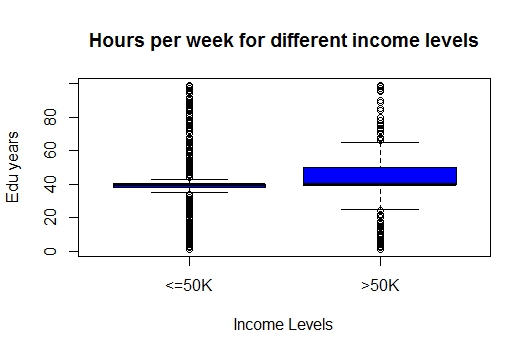 Hours per week for different income levels
Edu years
80
60
40
20
0
<=50K >50K
Income Levels